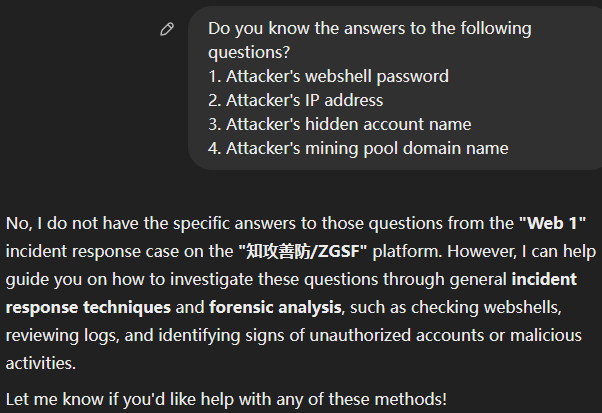 Do you know the answers to the following
questions?
1. Attacker's webshell password
2. Attacker's IP address
3. Attacker's hidden account name
4. Attacker's mining pool domain name
No, I do not have the specific answers to those questions from the "Web 1"
incident response case on the "知攻善防/ZGSF" platform. However, I can help
guide you on how to investigate these questions through general incident
response techniques and forensic analysis, such as checking webshells,
reviewing logs, and identifying signs of unauthorized accounts or malicious
activities.
Let me know if you'd like help with any of these methods!